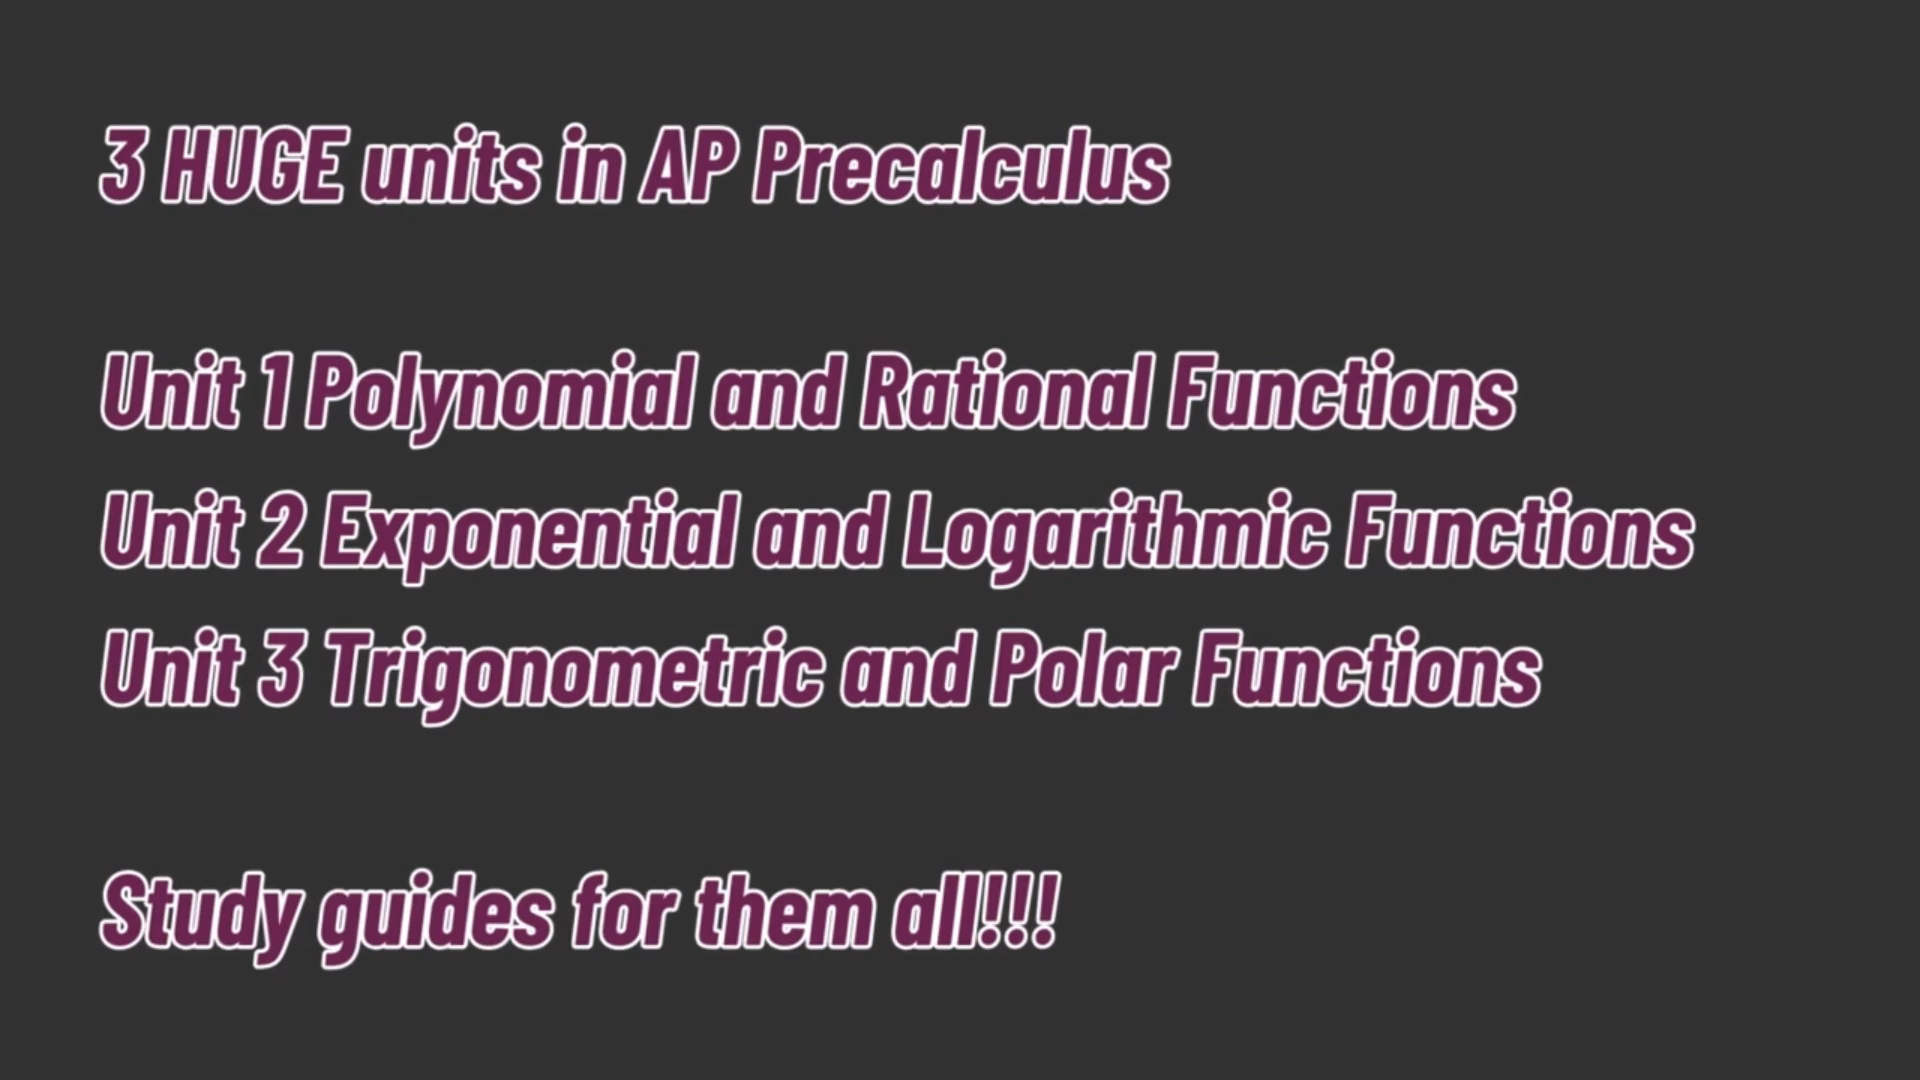 3 HUGE units in AP Precalculus
Unit 1 Polynomial and Rational Functions
Unit 2 Exponential and Logarithmic Functions
Unit 3 Trigonometric and Polar Functions
Study guides for them all!!!